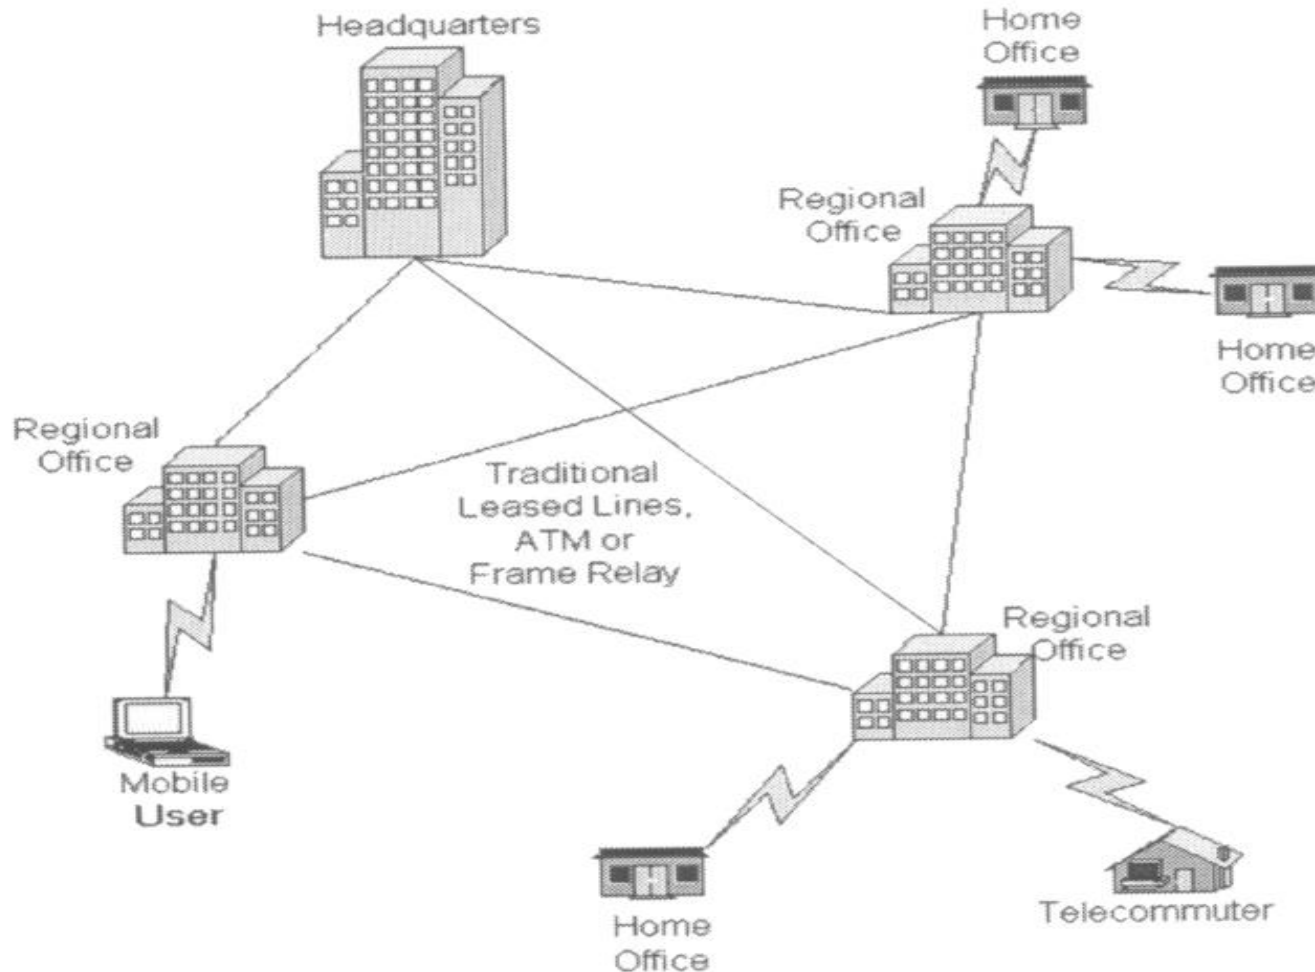 Headquarters
Home
Office
Regional
Office
Home
Office
Regional
Office
Traditional
Leased Lines,
ATM or
Frame Relay
Regional
Office
Mobile
User
Home
Office
Telecommuter